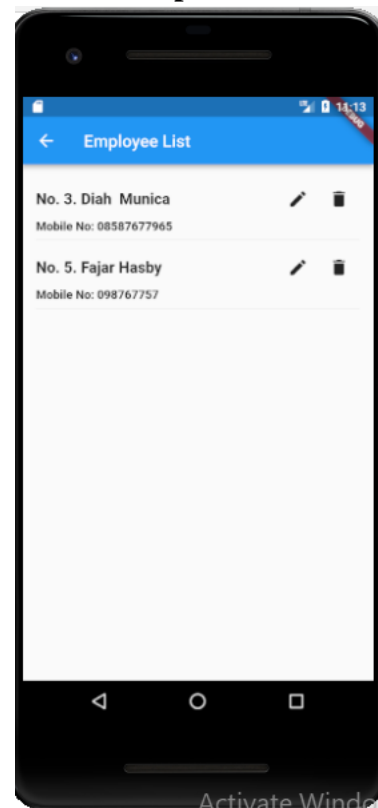 11:13
Employee List
No. 3. Diah  Munica
Mobile No: 08587677965
No. 5. Fajar Hasby
Mobile No: 098767757
Activate Windo